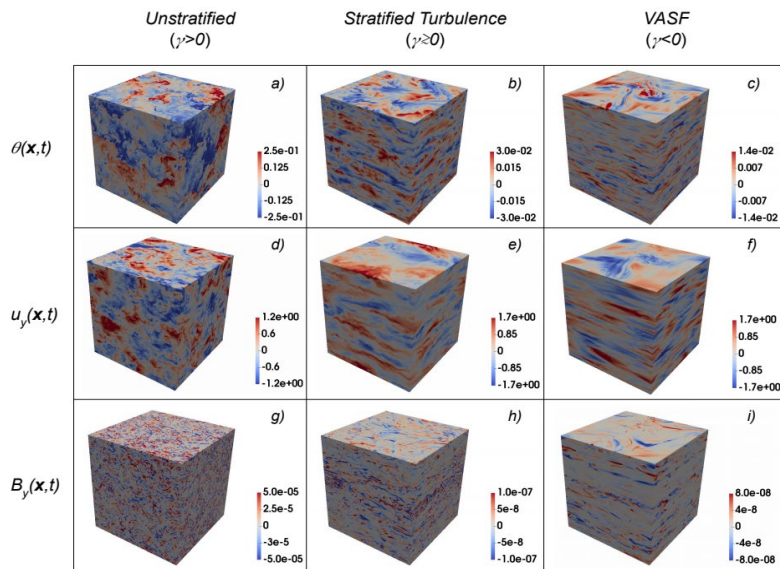 Unstratified
(γ>0)
Stratified Turbulence
(γ≥0)
VASF
(γ<0)
θ(x,t)
a)
2.5e-01
0.125
0
-0.125
-2.5e-01
b)
3.0e-02
0.015
0
-0.015
-3.0e-02
c)
1.4e-02
0.007
0
-0.007
-1.4e-02
u_y(x,t)
d)
1.2e+00
0.6
0
-0.6
-1.2e+00
e)
1.7e+00
0.85
0
-0.85
-1.7e+00
f)
1.7e+00
0.85
0
-0.85
-1.7e+00
B_y(x,t)
g)
5.0e-05
3e-5
0
-3e-5
-5.0e-05
h)
1.0e-07
5e-8
0
-5e-8
-1.0e-07
i)
8.0e-08
4e-8
0
-4e-8
-8.0e-08